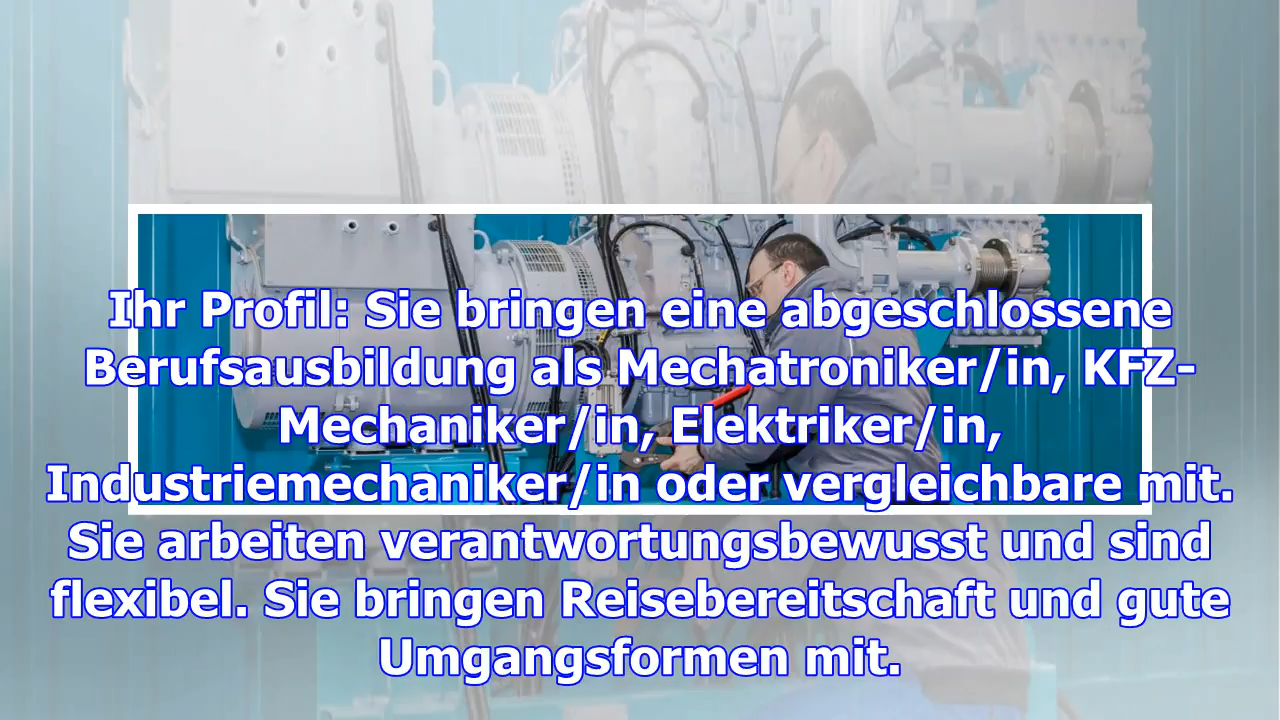 Ihr Profil: Sie bringen eine abgeschlossene
Berufsausbildung als Mechatroniker/in, KFZ-
Mechaniker/in, Elektriker/in,
Industriemechaniker/in oder vergleichbare mit.
Sie arbeiten verantwortungsbewusst und sind
flexibel. Sie bringen Reisebereitschaft und gute
Umgangsformen mit.